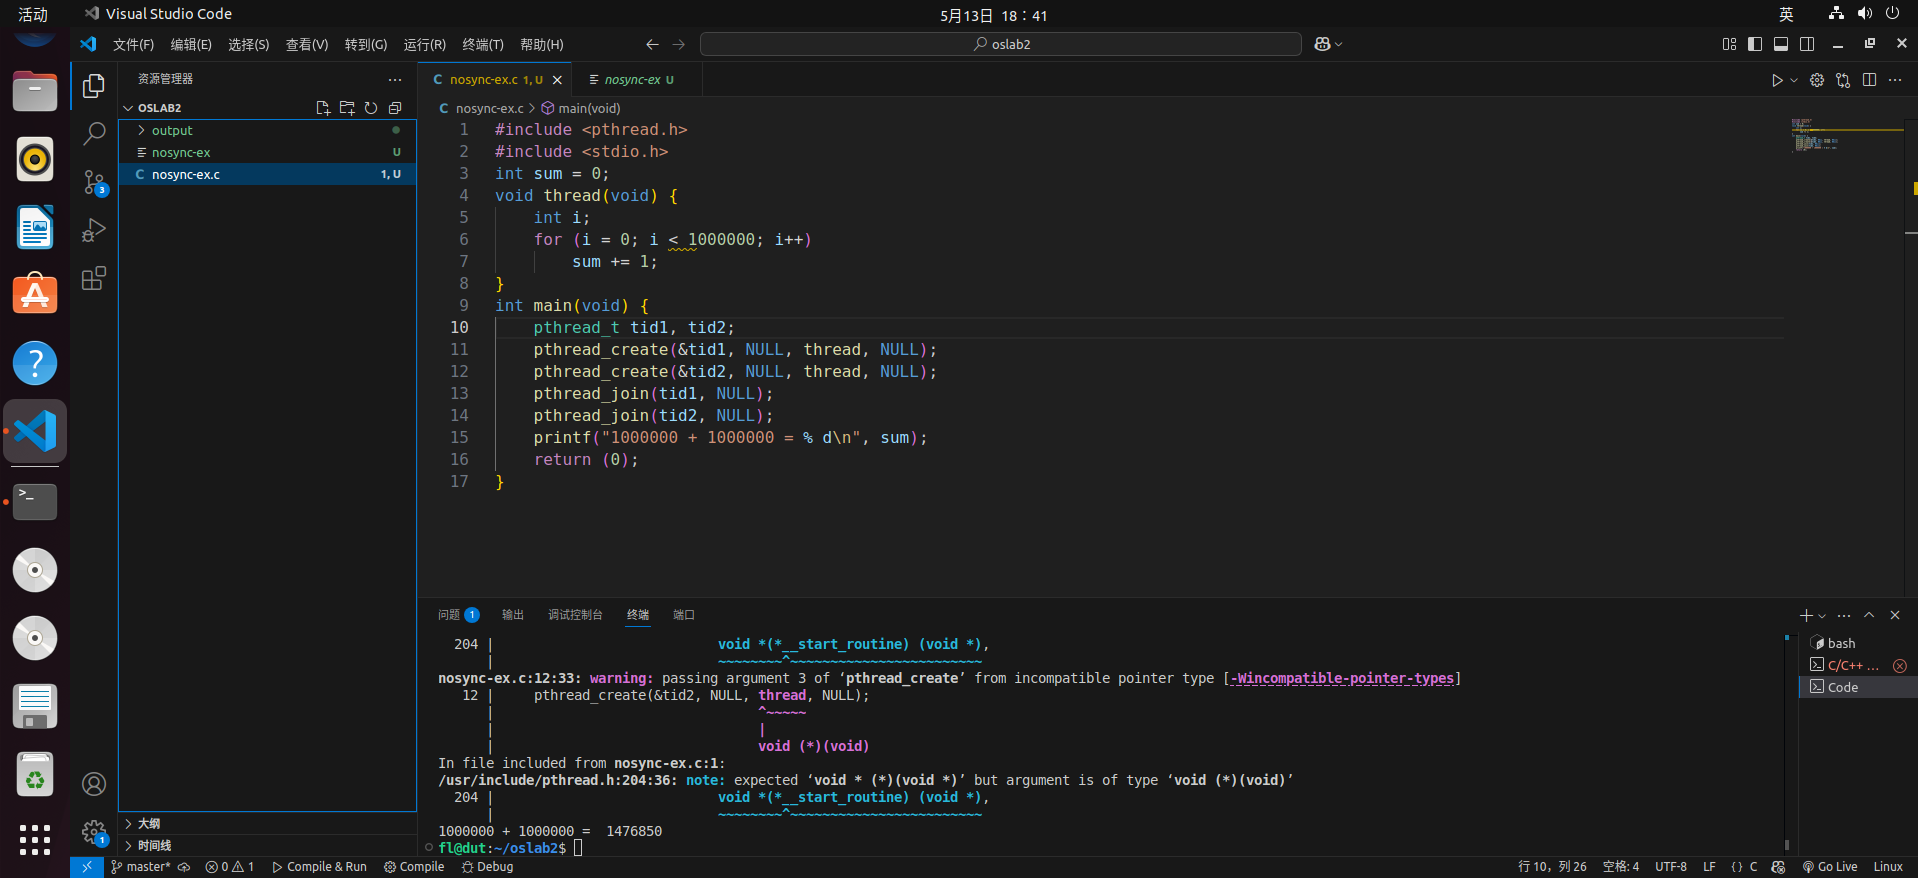 活动
Visual Studio Code
5月13日 18：41
英
文件(F) 编辑(E) 选择(S) 查看(V) 转到(G) 运行(R) 终端(T) 帮助(H)
oslab2
资源管理器
OSLAB2
output
nosync-ex U
nosync-ex.c 1, U
大纲
时间线
3
1
C nosync-ex.c 1, U
nosync-ex U
C nosync-ex.c > main(void)
1 #include <pthread.h>
2 #include <stdio.h>
3 int sum = 0;
4 void thread(void) {
5 int i;
6 for (i = 0; i < 1000000; i++)
7 sum += 1;
8 }
9 int main(void) {
10 pthread_t tid1, tid2;
11 pthread_create(&tid1, NULL, thread, NULL);
12 pthread_create(&tid2, NULL, thread, NULL);
13 pthread_join(tid1, NULL);
14 pthread_join(tid2, NULL);
15 printf("1000000 + 1000000 = % d\n", sum);
16 return (0);
17 }
问题 1 输出 调试控制台 终端 端口
204 | void *(*__start_routine) (void *),
| ~~~~~~~~^~~~~~~~~~~~~~~~~~~~~~~~~
nosync-ex.c:12:33: warning: passing argument 3 of ‘pthread_create’ from incompatible pointer type [-Wincompatible-pointer-types]
12 | pthread_create(&tid2, NULL, thread, NULL);
| ^~~~~~
| |
| void (*)(void)
In file included from nosync-ex.c:1:
/usr/include/pthread.h:204:36: note: expected ‘void * (*)(void *)’ but argument is of type ‘void (*)(void)’
204 | void *(*__start_routine) (void *),
| ~~~~~~~~^~~~~~~~~~~~~~~~~~~~~~~~~
1000000 + 1000000 =  1476850
fl@dut:~/oslab2$
bash
C/C++ ...
Code
master* 0 1 Compile & Run Compile Debug
行 10，列 26 空格: 4 UTF-8 LF {} C Go Live Linux